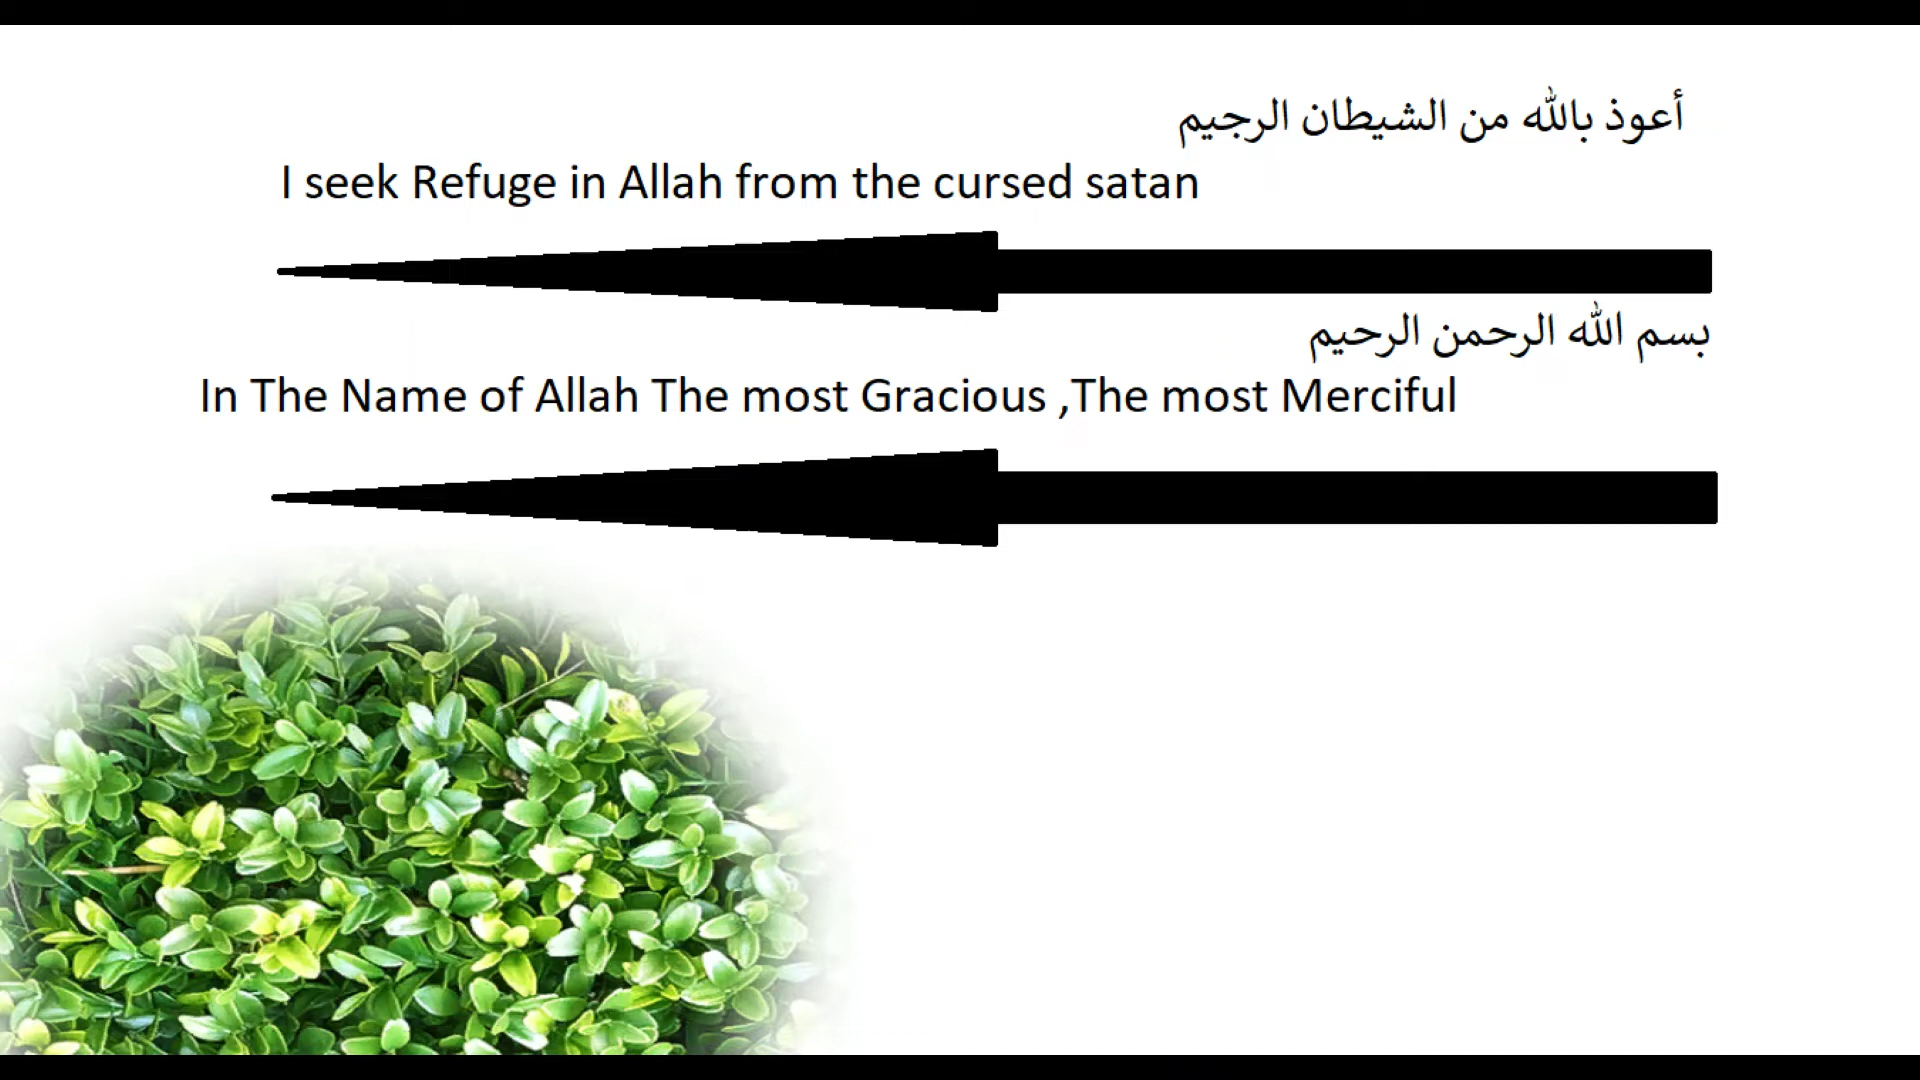 أعوذ بالله من الشيطان الرجيم
I seek Refuge in Allah from the cursed satan
بسم الله الرحمن الرحيم
In The Name of Allah The most Gracious ,The most Merciful